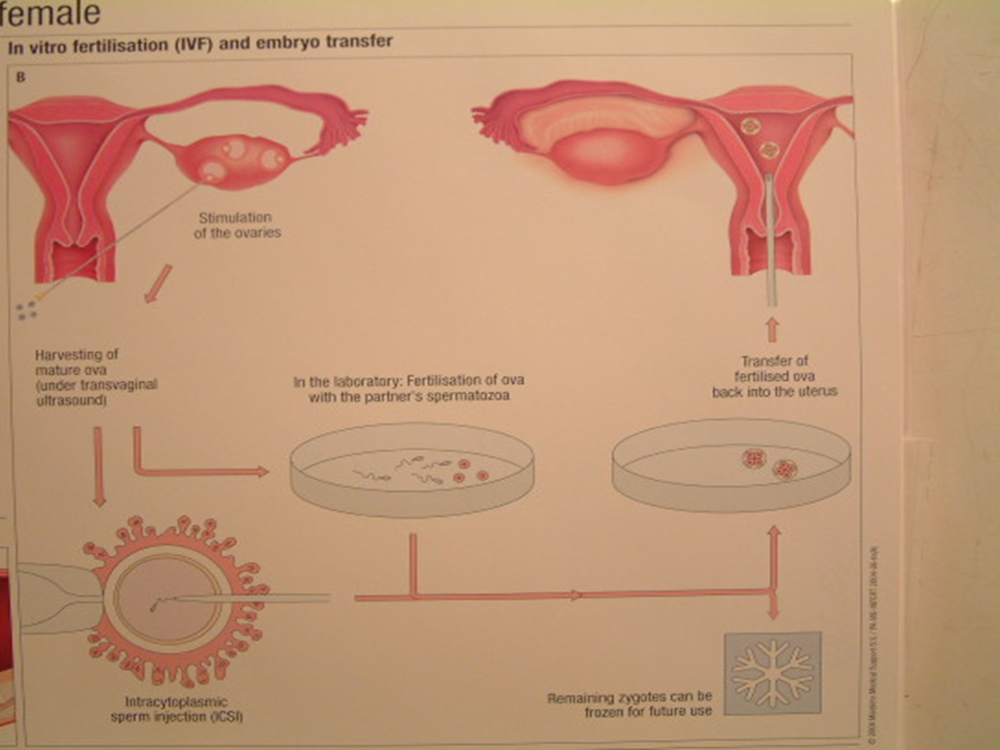 female
In vitro fertilisation (IVF) and embryo transfer
B
Stimulation
of the ovaries
Harvesting of
mature ova
(under transvaginal
ultrasound)
In the laboratory: Fertilisation of ova
with the partner's spermatozoa
Transfer of
fertilised ova
back into the uterus
Intracytoplasmic
sperm injection (ICSI)
Remaining zygotes can be
frozen for future use